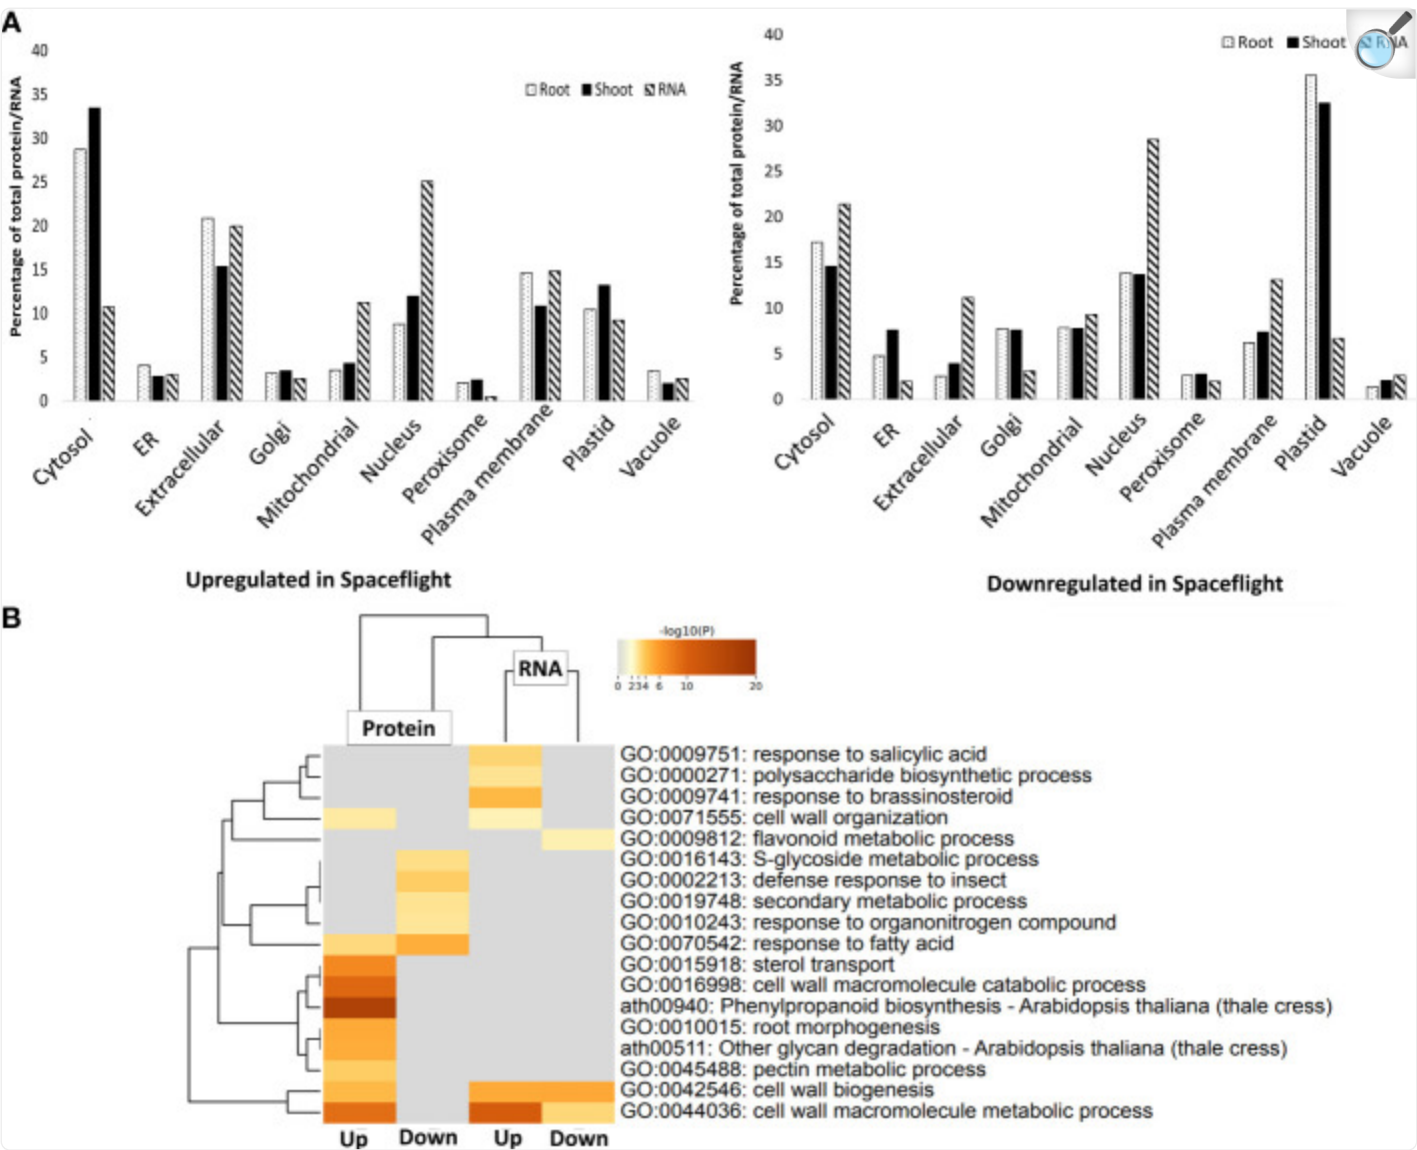 A
Percentage of total protein/RNA
40
35
30
25
20
15
10
5
0
Root Shoot RNA
Cytosol
ER
Extracellular
Golgi
Mitochondrial
Nucleus
Peroxisome
Plasma membrane
Plastid
Vacuole
Upregulated in Spaceflight
Percentage of total protein/RNA
40
35
30
25
20
15
10
5
0
Root Shoot RNA
Cytosol
ER
Extracellular
Golgi
Mitochondrial
Nucleus
Peroxisome
Plasma membrane
Plastid
Vacuole
Downregulated in Spaceflight
B
-log10(P)
0 2 3 4 6 10 20
RNA
Protein
GO:0009751: response to salicylic acid
GO:0000271: polysaccharide biosynthetic process
GO:0009741: response to brassinosteroid
GO:0071555: cell wall organization
GO:0009812: flavonoid metabolic process
GO:0016143: S-glycoside metabolic process
GO:0002213: defense response to insect
GO:0019748: secondary metabolic process
GO:0010243: response to organonitrogen compound
GO:0070542: response to fatty acid
GO:0015918: sterol transport
GO:0016998: cell wall macromolecule catabolic process
ath00940: Phenylpropanoid biosynthesis - Arabidopsis thaliana (thale cress)
GO:0010015: root morphogenesis
ath00511: Other glycan degradation - Arabidopsis thaliana (thale cress)
GO:0045488: pectin metabolic process
GO:0042546: cell wall biogenesis
GO:0044036: cell wall macromolecule metabolic process
Up Down Up Down